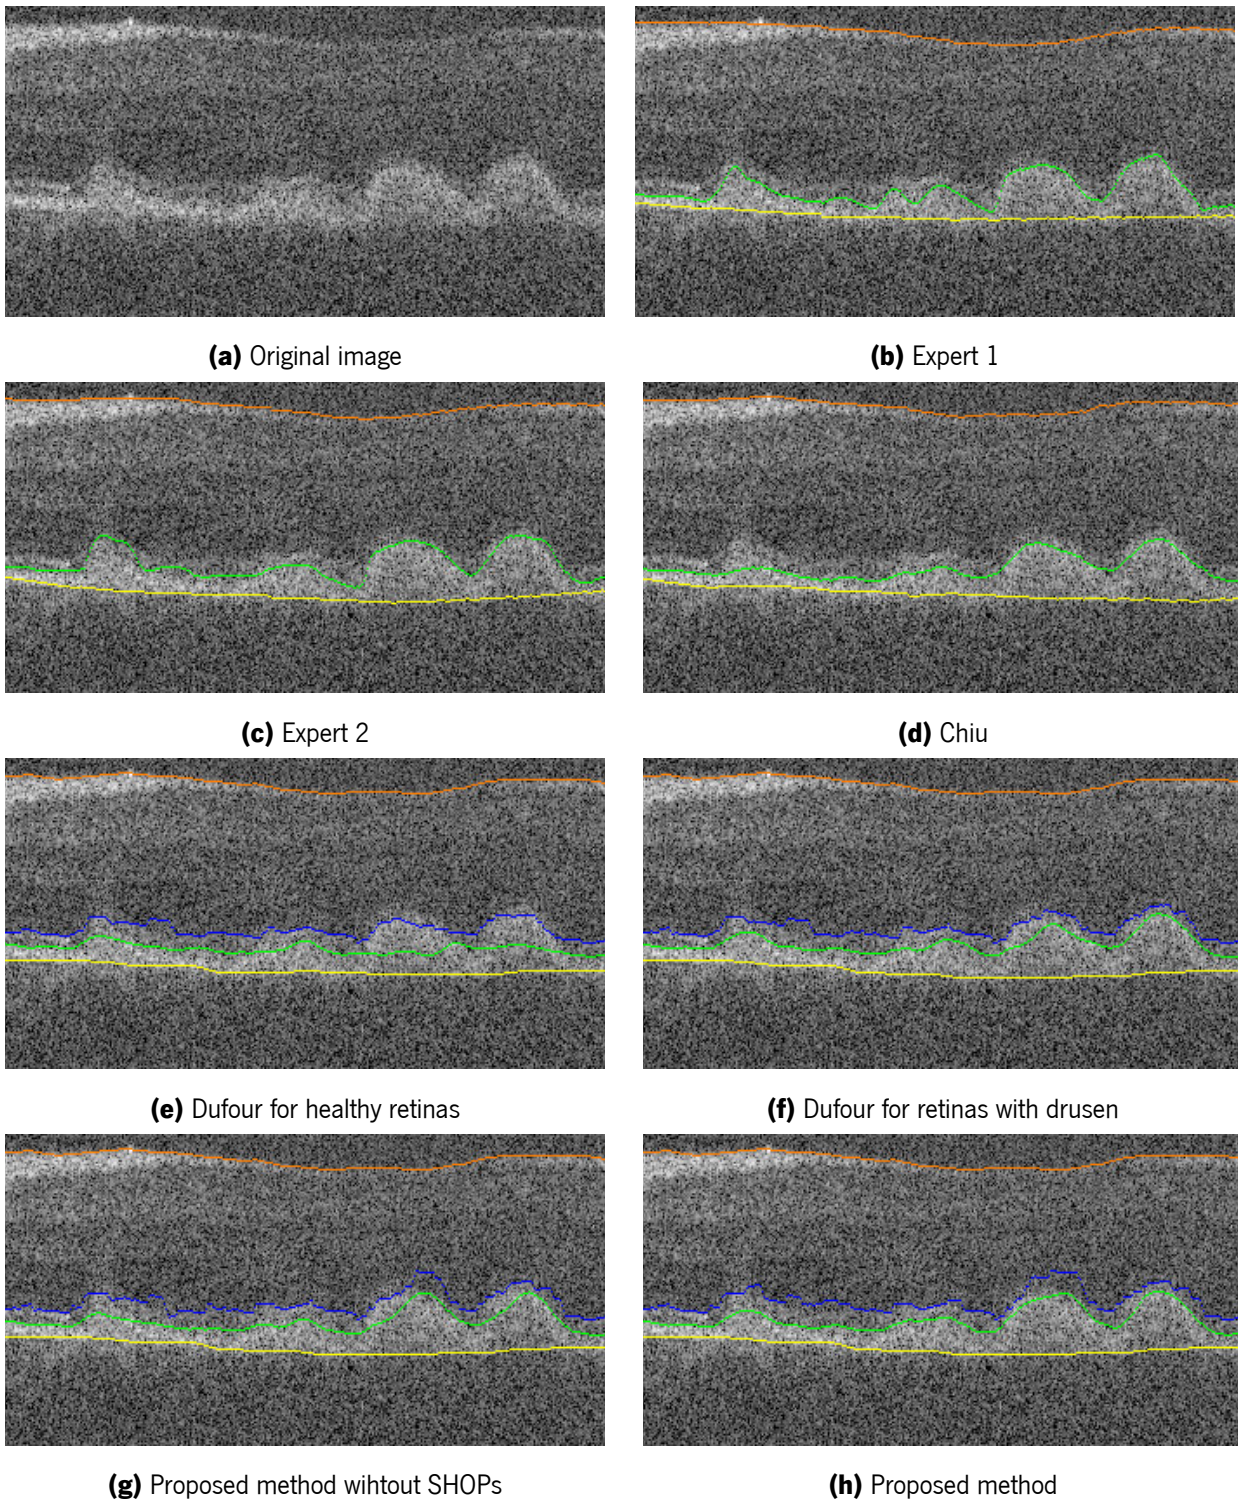 (a) Original image
(b) Expert 1
(c) Expert 2
(d) Chiu
(e) Dufour for healthy retinas
(f) Dufour for retinas with drusen
(g) Proposed method wihtout SHOPs
(h) Proposed method